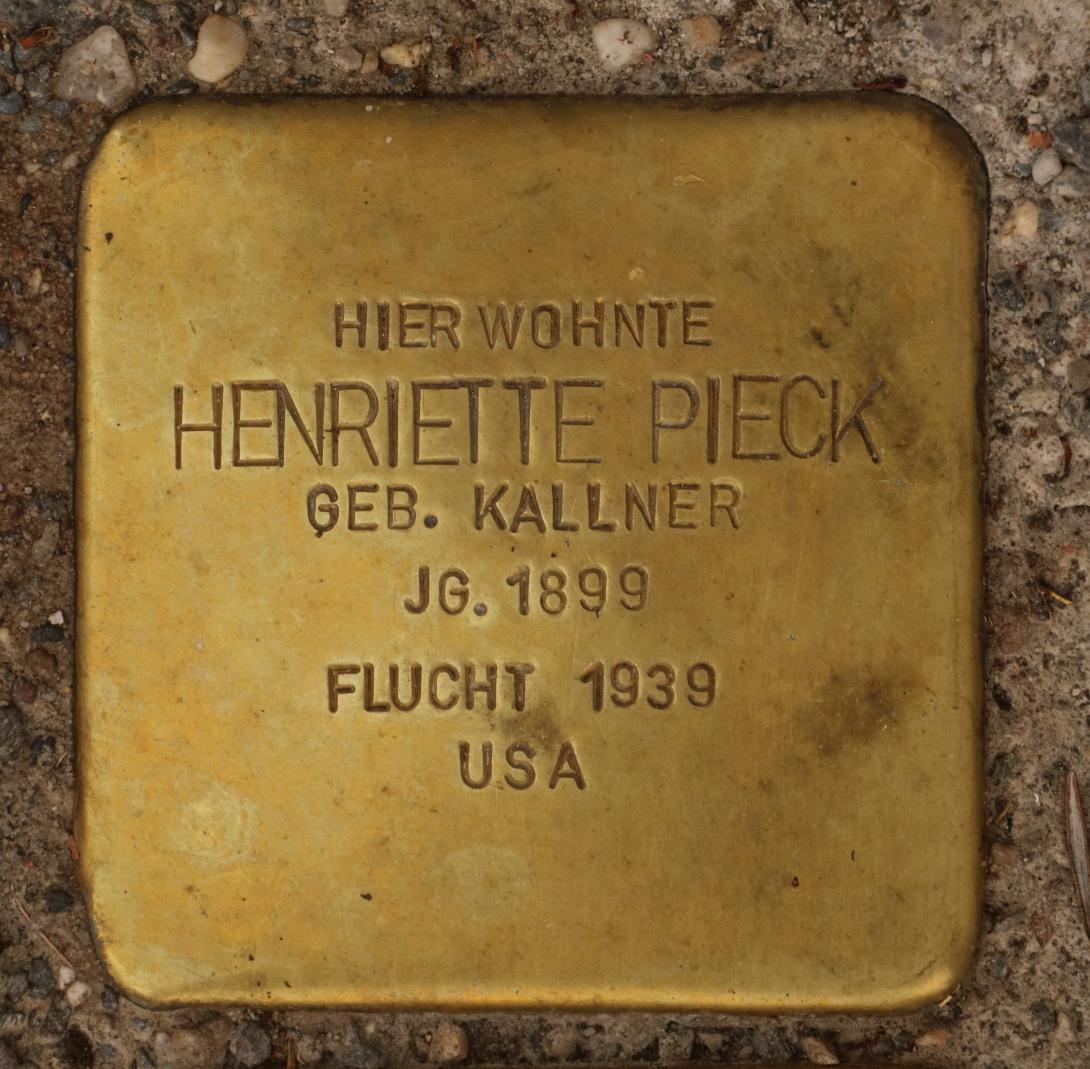 HIER WOHNTE
HENRIETTE PIECK
GEB. KALLNER
JG. 1899
FLUCHT 1939
USA